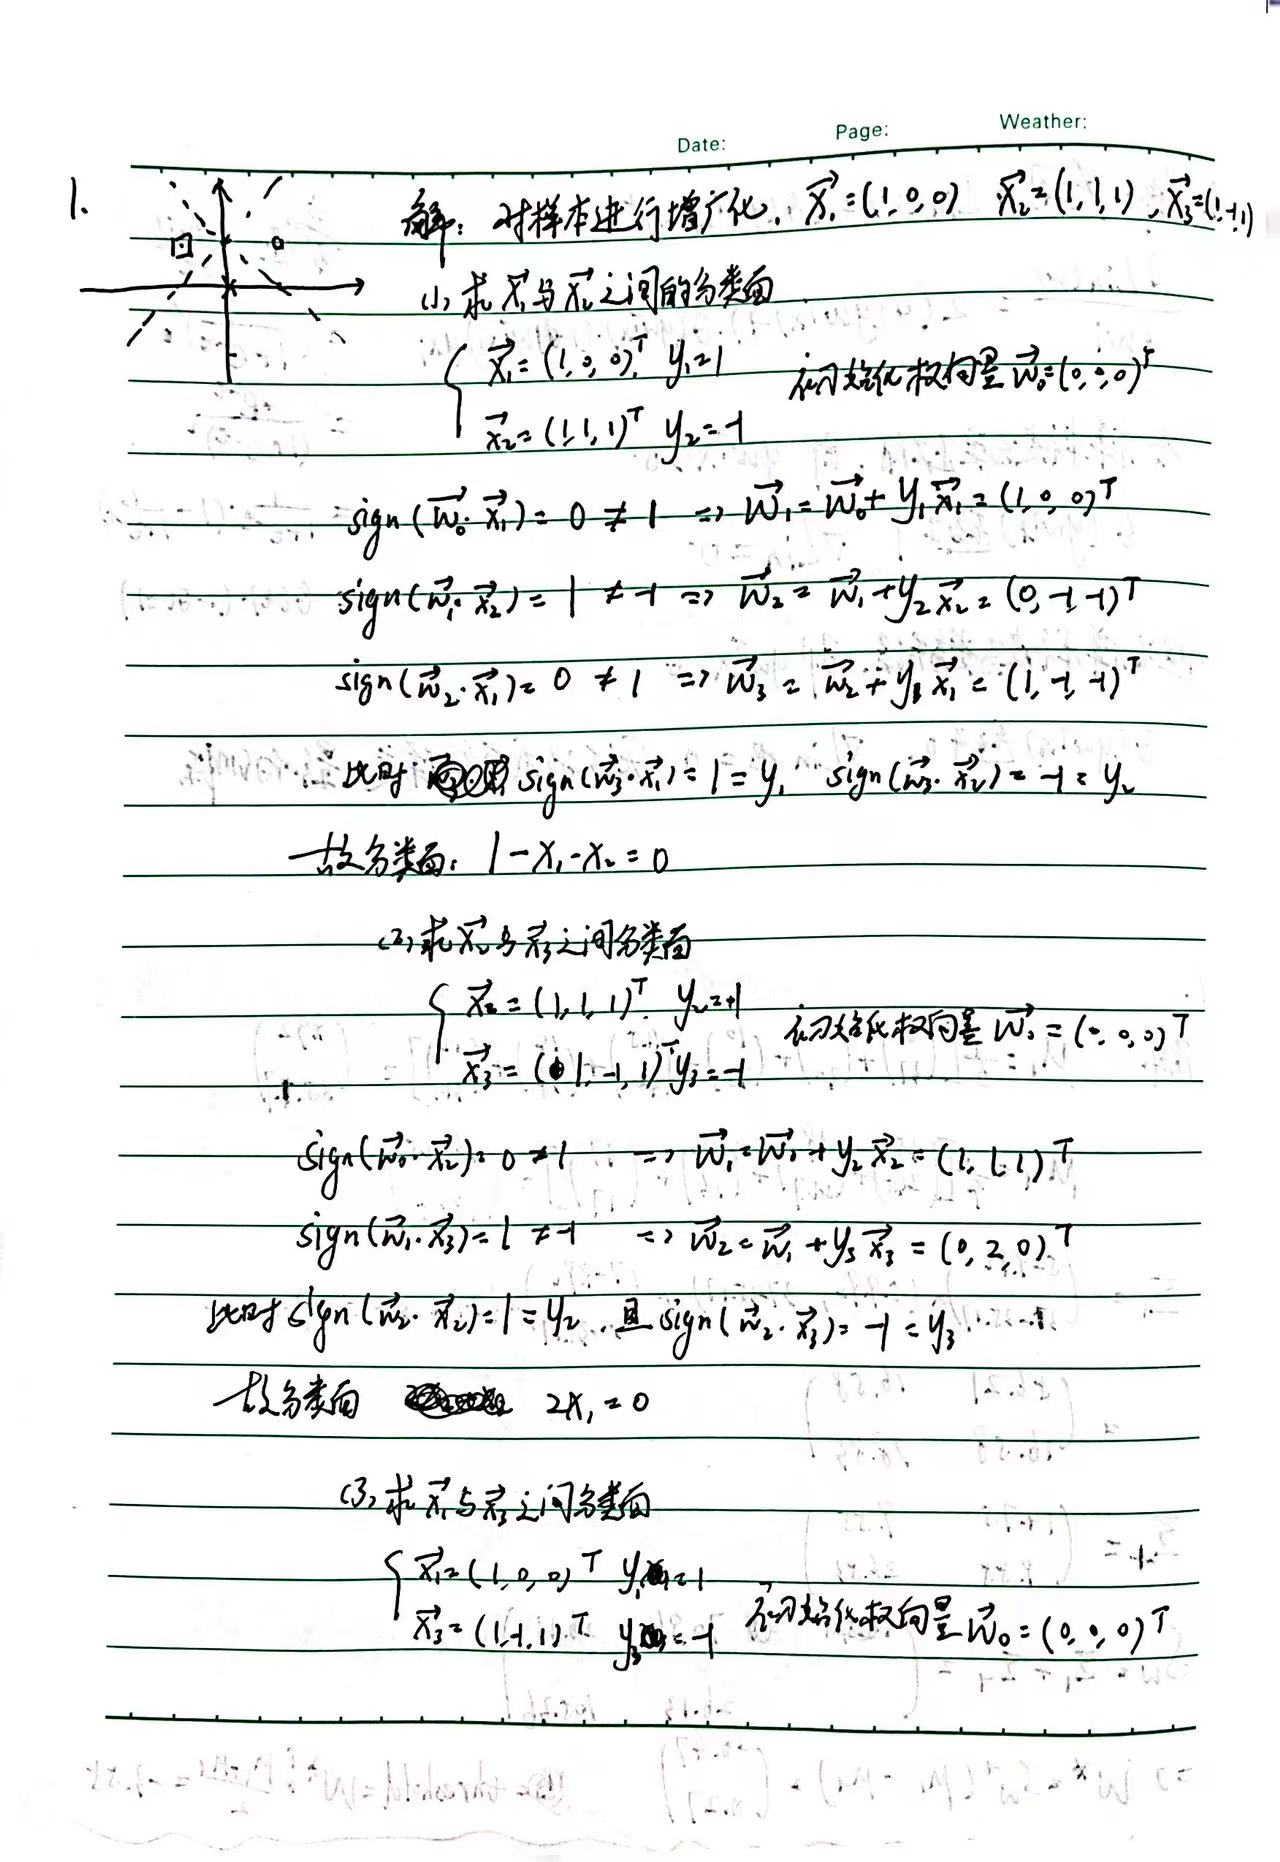 Date: Page: Weather:
1.
解: 对样本进行增广化. x⃗₁=(1,0,0) x⃗₂=(1,1,1), x⃗₃=(1,-1,1)
(1) 求x⃗₁与x⃗₂之间的分类面
x⃗₁=(1,0,0)ᵀ, y₁=1 初始化权向量 w⃗₀=(0,0,0)ᵀ
x⃗₂=(1,1,1)ᵀ y₂=-1
sign(w⃗₀·x⃗₁)=0≠1 => w⃗₁=w⃗₀+y₁x⃗₁=(1,0,0)ᵀ
sign(w⃗₁·x⃗₂)=1≠-1 => w⃗₂=w⃗₁+y₂x⃗₂=(0,-1,-1)ᵀ
sign(w⃗₂·x⃗₁)=0≠1 => w⃗₃=w⃗₂+y₁x⃗₁=(1,-1,-1)ᵀ
此时 sign(w⃗₃·x⃗₁)=1=y₁ sign(w⃗₃·x⃗₂)=-1=y₂
故分类面: 1-x₁-x₂=0
(2) 求x⃗₂与x⃗₃之间分类面
x⃗₂=(1,1,1)ᵀ. y₂=+1 初始化权向量 w⃗₀=(0,0,0)ᵀ
x⃗₃=(1,-1,1)ᵀ y₃=-1
sign(w⃗₀·x⃗₂)=0≠1 => w⃗₁=w⃗₀+y₂x⃗₂=(1,1,1)ᵀ
sign(w⃗₁·x⃗₃)=1≠-1 => w⃗₂=w⃗₁+y₃x⃗₃=(0,2,0)ᵀ
此时sign(w⃗₂·x⃗₂)=1=y₂. 且sign(w⃗₂·x⃗₃)=-1=y₃
故分类面 2x₁=0
(3) 求x⃗₁与x⃗₃之间分类面
x⃗₁=(1,0,0)ᵀ y₁=1
x⃗₃=(1,-1,1)ᵀ y₃=-1 初始化权向量 w⃗₀=(0,0,0)ᵀ